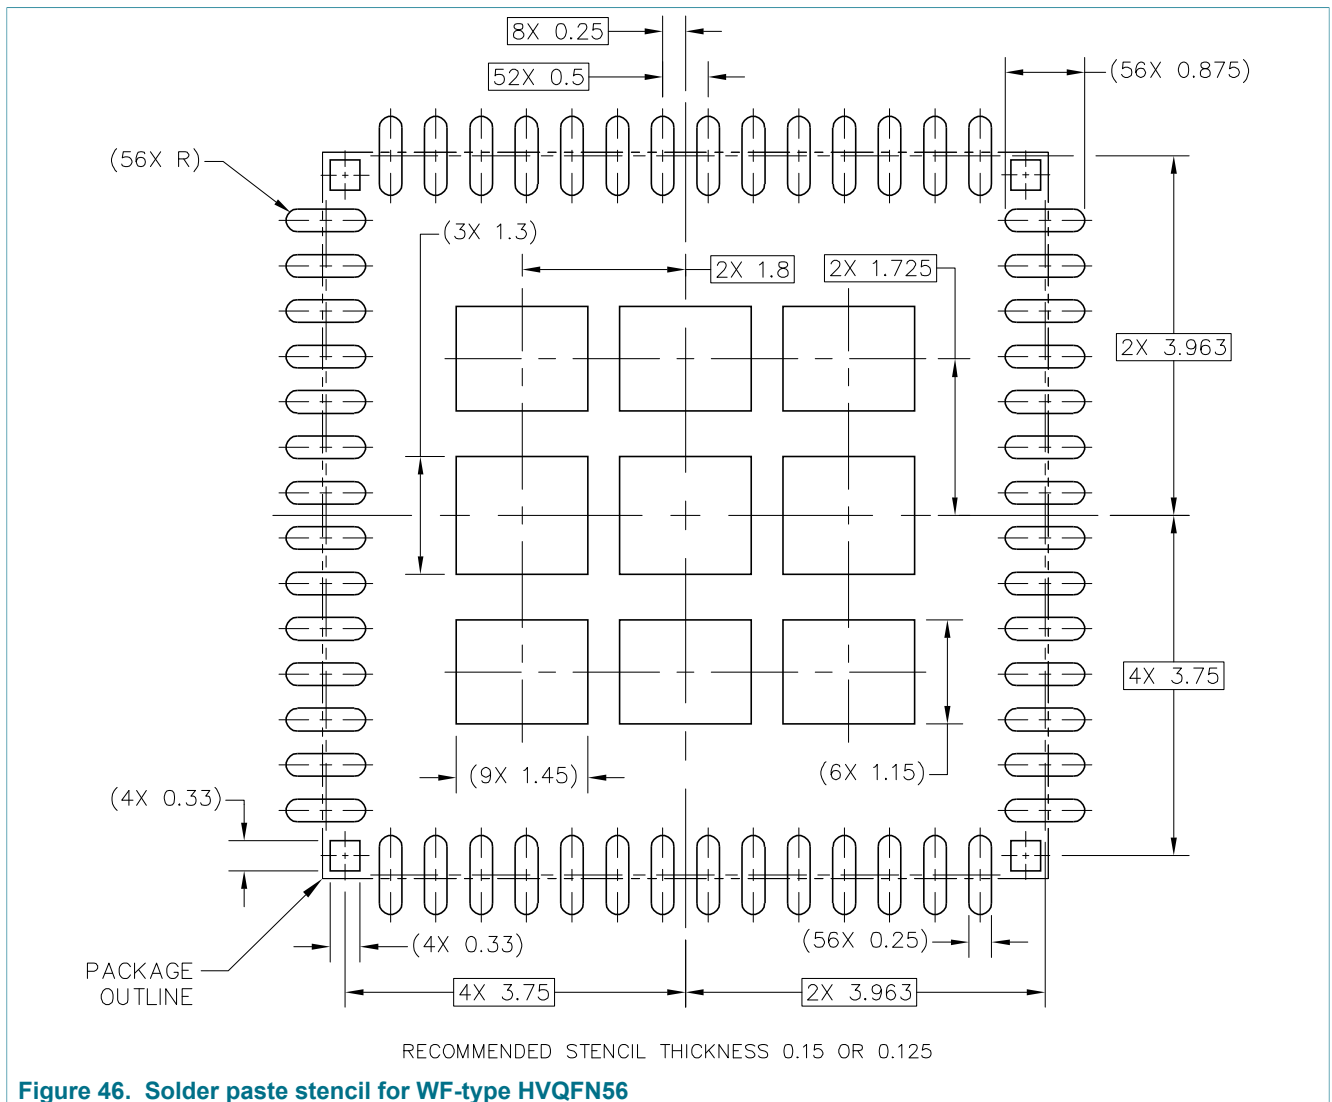 8X 0.25
52X 0.5
(56X 0.875)
(56X R)
(3X 1.3)
2X 1.8
2X 1.725
2X 3.963
4X 3.75
(9X 1.45)
(6X 1.15)
(4X 0.33)
(4X 0.33)
(56X 0.25)
PACKAGE
OUTLINE
4X 3.75
2X 3.963
RECOMMENDED STENCIL THICKNESS 0.15 OR 0.125
Figure 46. Solder paste stencil for WF-type HVQFN56